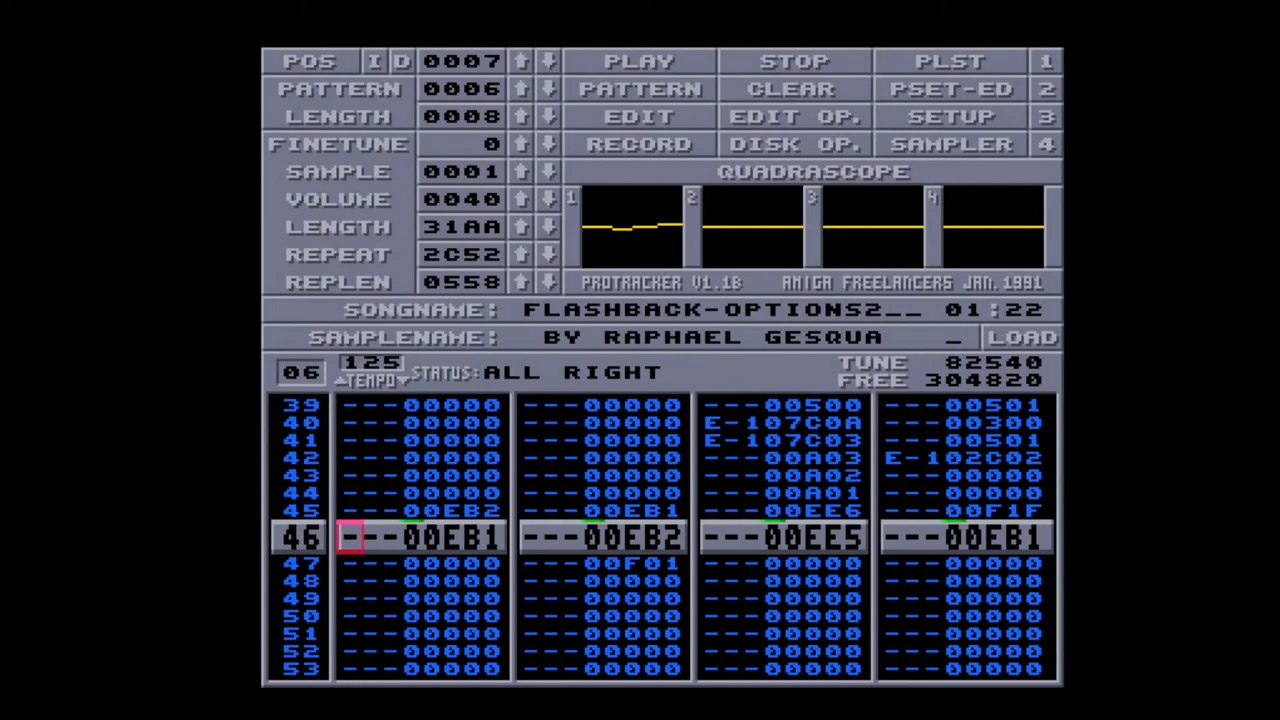 POS I D 0007 PLAY STOP PLST 1
PATTERN 0006 PATTERN CLEAR PSET-ED 2
LENGTH 0008 EDIT EDIT OP. SETUP 3
FINETUNE 0 RECORD DISK OP. SAMPLER 4
SAMPLE 0001 QUADRASCOPE
VOLUME 0040 1 2 3 4
LENGTH 31AA
REPEAT 2C52
REPLEN 0558 PROTRACKER V1.1B AMIGA FREELANCERS JAN.1991
SONGNAME: FLASHBACK-OPTIONS2__ 01:22
SAMPLENAME: BY RAPHAEL GESQUA _ LOAD
06 125 TEMPO STATUS:ALL RIGHT TUNE 82540
FREE 304820
39 ---00000 ---00000 ---00500 ---00501
40 ---00000 ---00000 E-107C0A ---00300
41 ---00000 ---00000 E-107C03 ---00501
42 ---00000 ---00000 ---00A03 E-102C02
43 ---00000 ---00000 ---00A02 ---00000
44 ---00000 ---00000 ---00A01 ---00000
45 ---00EB2 ---00EB1 ---00EE6 ---00F1F
46 ---00EB1 ---00EB2 ---00EE5 ---00EB1
47 ---00000 ---00F01 ---00000 ---00000
48 ---00000 ---00000 ---00000 ---00000
49 ---00000 ---00000 ---00000 ---00000
50 ---00000 ---00000 ---00000 ---00000
51 ---00000 ---00000 ---00000 ---00000
52 ---00000 ---00000 ---00000 ---00000
53 ---00000 ---00000 ---00000 ---00000